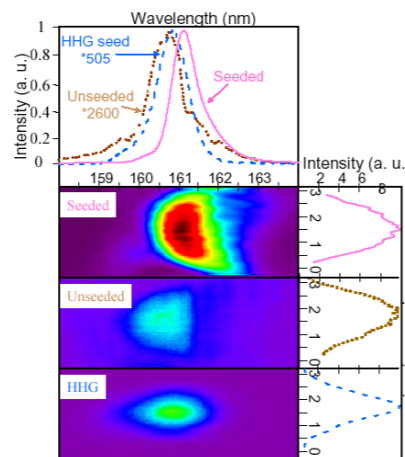 Wavelength (nm)
Intensity (a. u.)
1
0.8
0.6
0.4
0.2
0
HHG seed
*505
Seeded
Unseeded
*2600
159 160 161 162 163
Intensity (a. u.
2 4 6 8
Seeded
3
2
1
0
Unseeded
3
2
1
0
HHG
3
2
1
0